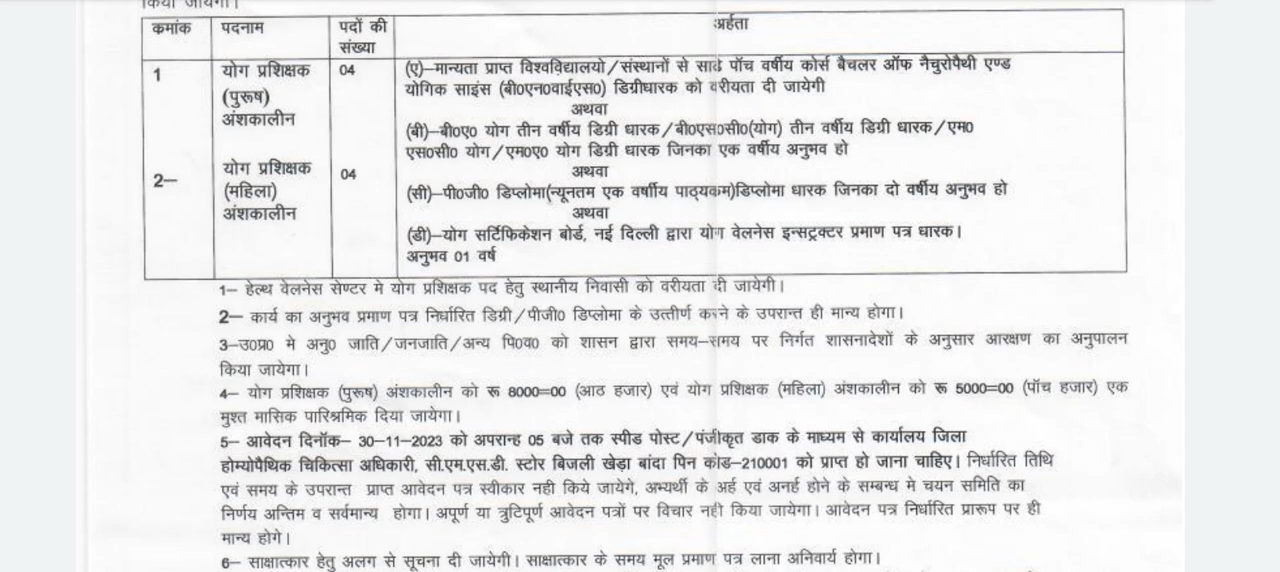 किया जायेगा।
कमांक पदनाम पदों की संख्या अर्हता
1 योग प्रशिक्षक (पुरूष) अंशकालीन 04
(ए)–मान्यता प्राप्त विश्वविद्यालयो/संस्थानों से साढे पॉच वर्षीय कोर्स बैचलर ऑफ नैचुरोपैथी एण्ड
योगिक साइंस (बी0एन0वाईएस0) डिग्रीधारक को वरीयता दी जायेगी
अथवा
(बी)–बी0ए0 योग तीन वर्षीय डिग्री धारक/बी0एस0सी0(योग) तीन वर्षीय डिग्री धारक/एम0
एस0सी0 योग/एम0ए0 योग डिग्री धारक जिनका एक वर्षीय अनुभव हो
2– योग प्रशिक्षक (महिला) अंशकालीन 04
अथवा
(सी)–पी0जी0 डिप्लोमा(न्यूनतम एक वर्षीय पाठ्यकम)डिप्लोमा धारक जिनका दो वर्षीय अनुभव हो
अथवा
(डी)–योग सर्टिफिकेशन बोर्ड, नई दिल्ली द्वारा योग वेलनेस इन्सट्रक्टर प्रमाण पत्र धारक।
अनुभव 01 वर्ष
1– हेल्थ वेलनेस सेण्टर मे योग प्रशिक्षक पद हेतु स्थानीय निवासी को वरीयता दी जायेगी।
2– कार्य का अनुभव प्रमाण पत्र निर्धारित डिग्री/पीजी0 डिप्लोमा के उत्तीर्ण करने के उपरान्त ही मान्य होगा।
3–उ0प्र0 मे अनु0 जाति/जनजाति/अन्य पि0व0 को शासन द्वारा समय–समय पर निर्गत शासनादेशों के अनुसार आरक्षण का अनुपालन
किया जायेगा।
4– योग प्रशिक्षक (पुरूष) अंशकालीन को रू 8000=00 (आठ हजार) एवं योग प्रशिक्षक (महिला) अंशकालीन को रू 5000=00 (पॉच हजार) एक
मुश्त मासिक पारिश्रमिक दिया जायेगा।
5– आवेदन दिनॉक– 30-11-2023 को अपरान्ह 05 बजे तक स्पीड पोस्ट/पंजीकृत डाक के माध्यम से कार्यालय जिला
होम्योपैथिक चिकित्सा अधिकारी, सी.एम.एस.डी. स्टोर बिजली खेड़ा बांदा पिन कोड–210001 को प्राप्त हो जाना चाहिए। निर्धारित तिथि
एवं समय के उपरान्त प्राप्त आवेदन पत्र स्वीकार नही किये जायेगे, अभ्यर्थी के अर्ह एवं अनर्ह होने के सम्बन्ध मे चयन समिति का
निर्णय अन्तिम व सर्वमान्य होगा। अपूर्ण या त्रुटिपूर्ण आवेदन पत्रों पर विचार नही किया जायेगा। आवेदन पत्र निर्धारित प्रारूप पर ही
मान्य होगे।
6– साक्षात्कार हेतु अलग से सूचना दी जायेगी। साक्षात्कार के समय मूल प्रमाण पत्र लाना अनिवार्य होगा।